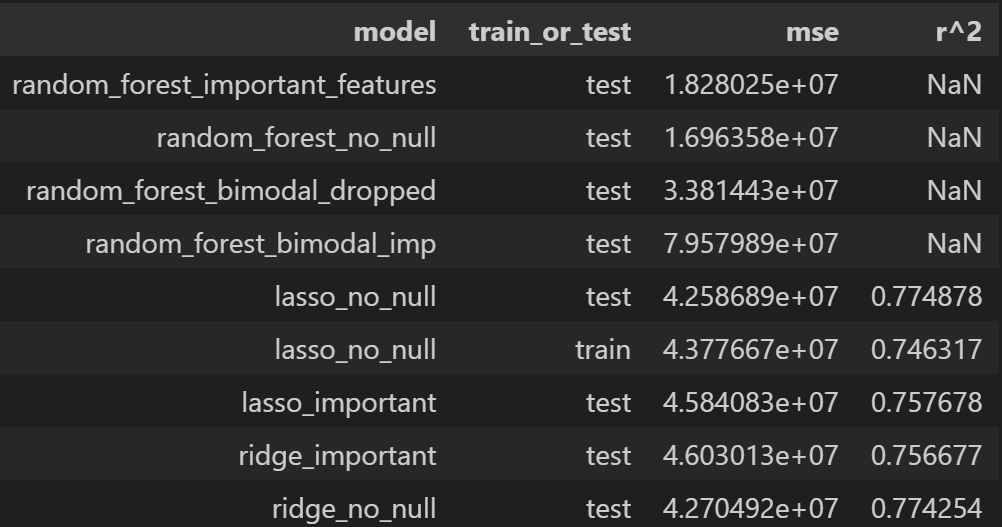 model train_or_test mse r^2
random_forest_important_features test 1.828025e+07 NaN
random_forest_no_null test 1.696358e+07 NaN
random_forest_bimodal_dropped test 3.381443e+07 NaN
random_forest_bimodal_imp test 7.957989e+07 NaN
lasso_no_null test 4.258689e+07 0.774878
lasso_no_null train 4.377667e+07 0.746317
lasso_important test 4.584083e+07 0.757678
ridge_important test 4.603013e+07 0.756677
ridge_no_null test 4.270492e+07 0.774254